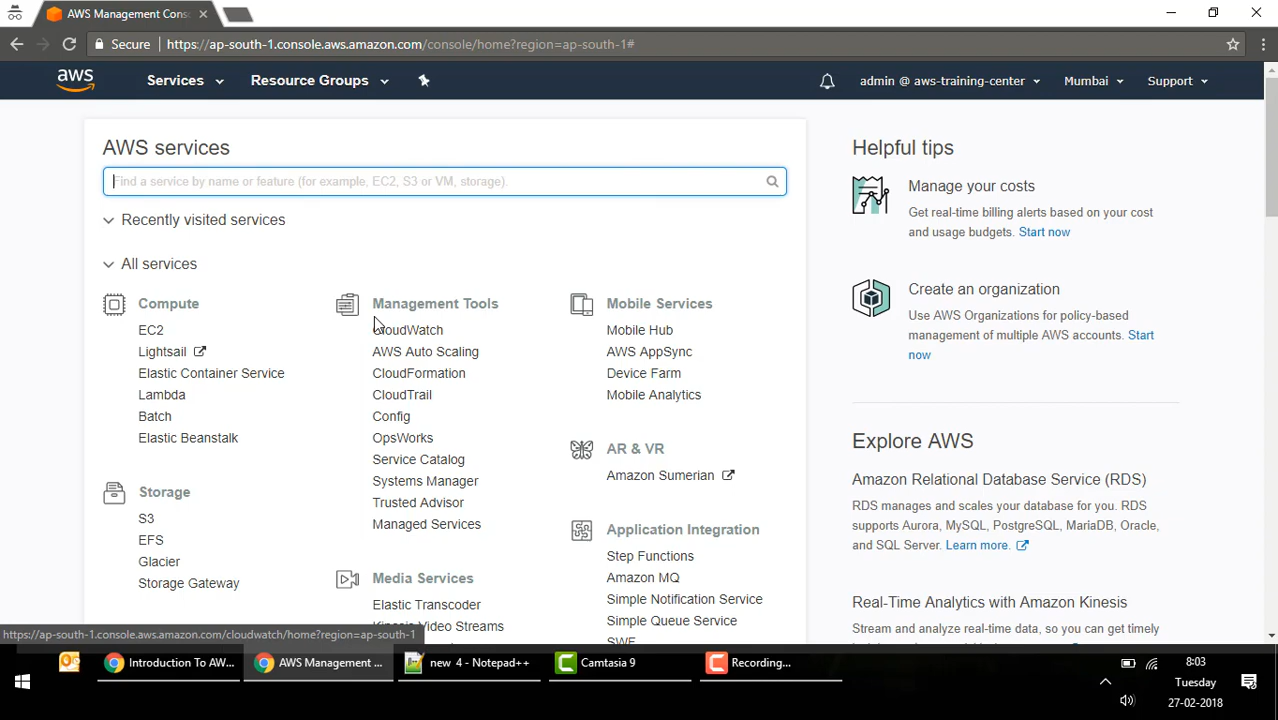 AWS Management Cons
Secure
https://ap-south-1.console.aws.amazon.com/console/home?region=ap-south-1#
aws
Services
Resource Groups
admin @ aws-training-center
Mumbai
Support
AWS services
Find a service by name or feature (for example, EC2, S3 or VM, storage).
Recently visited services
All services
Compute
EC2
Lightsail
Elastic Container Service
Lambda
Batch
Elastic Beanstalk
Storage
S3
EFS
Glacier
Storage Gateway
Management Tools
CloudWatch
AWS Auto Scaling
CloudFormation
CloudTrail
Config
OpsWorks
Service Catalog
Systems Manager
Trusted Advisor
Managed Services
Media Services
Elastic Transcoder
Kinesis Video Streams
Mobile Services
Mobile Hub
AWS AppSync
Device Farm
Mobile Analytics
AR & VR
Amazon Sumerian
Application Integration
Step Functions
Amazon MQ
Simple Notification Service
Simple Queue Service
SWF
Helpful tips
Manage your costs
Get real-time billing alerts based on your cost
and usage budgets. Start now
Create an organization
Use AWS Organizations for policy-based
management of multiple AWS accounts. Start
now
Explore AWS
Amazon Relational Database Service (RDS)
RDS manages and scales your database for you. RDS
supports Aurora, MySQL, PostgreSQL, MariaDB, Oracle,
and SQL Server. Learn more.
Real-Time Analytics with Amazon Kinesis
Stream and analyze real-time data, so you can get timely
https://ap-south-1.console.aws.amazon.com/cloudwatch/home?region=ap-south-1
Introduction To AW...
AWS Management ...
new 4 - Notepad++
Camtasia 9
Recording...
8:03
Tuesday
27-02-2018